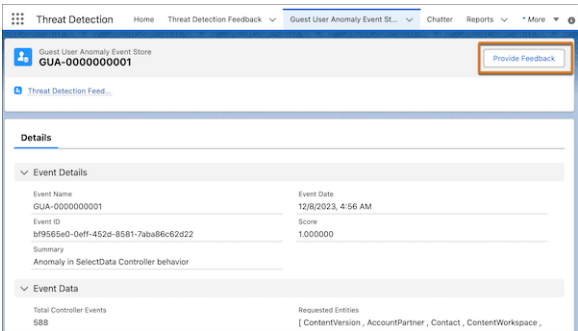 Threat Detection Home Threat Detection Feedback Guest User Anomaly Event St... Chatter Reports * More
Guest User Anomaly Event Store
GUA-0000000001
Provide Feedback
Threat Detection Feed...
Details
Event Details
Event Name Event Date
GUA-0000000001 12/8/2023, 4:56 AM
Event ID Score
bf9565e0-0eff-452d-8581-7aba86c62d22 1.000000
Summary
Anomaly in SelectData Controller behavior
Event Data
Total Controller Events Requested Entities
588 [ ContentVersion , AccountPartner , Contact , ContentWorkspace ,